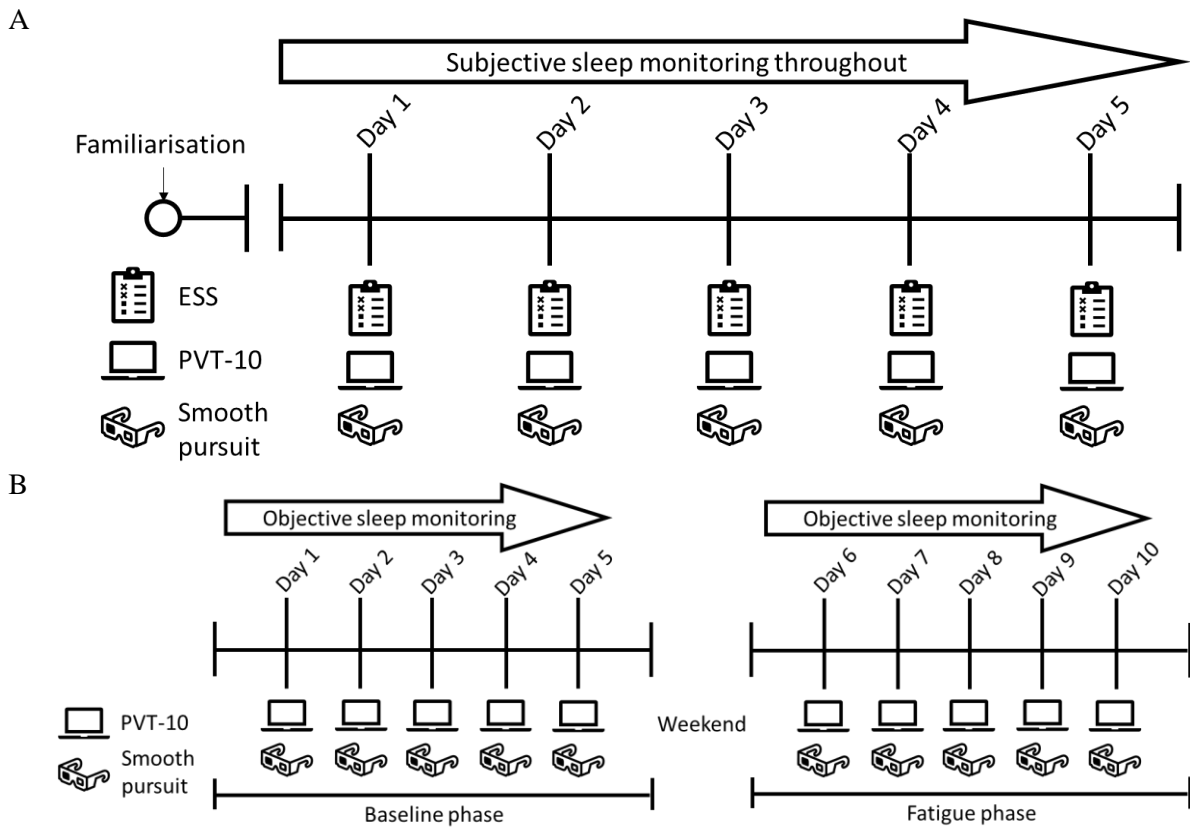 A
Subjective sleep monitoring throughout
Day 1
Day 2
Day 3
Day 4
Day 5
Familiarisation
ESS
PVT-10
Smooth
pursuit
B
Objective sleep monitoring
Objective sleep monitoring
Day 1
Day 2
Day 3
Day 4
Day 5
Day 6
Day 7
Day 8
Day 9
Day 10
PVT-10
Weekend
Smooth
pursuit
Baseline phase
Fatigue phase